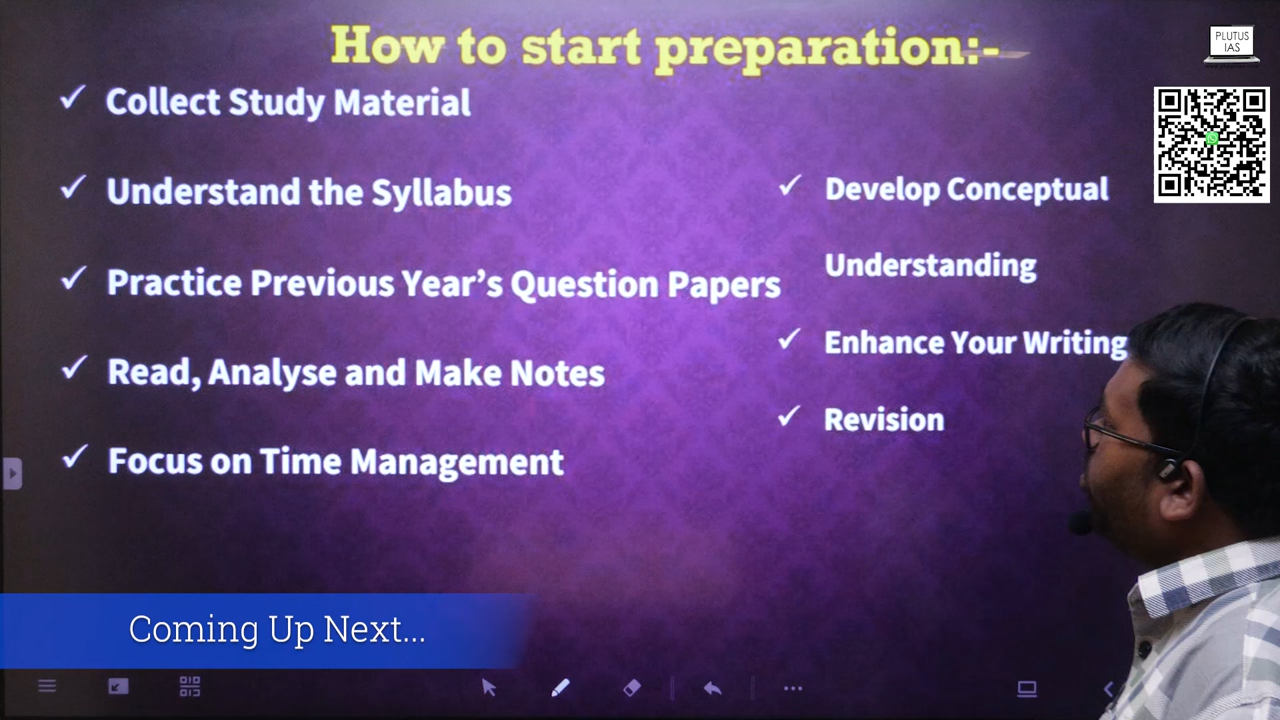 How to start preparation:-
PLUTUS
IAS
✓ Collect Study Material
✓ Understand the Syllabus
✓ Practice Previous Year’s Question Papers
✓ Read, Analyse and Make Notes
✓ Focus on Time Management
✓ Develop Conceptual
Understanding
✓ Enhance Your Writing
✓ Revision
Coming Up Next...